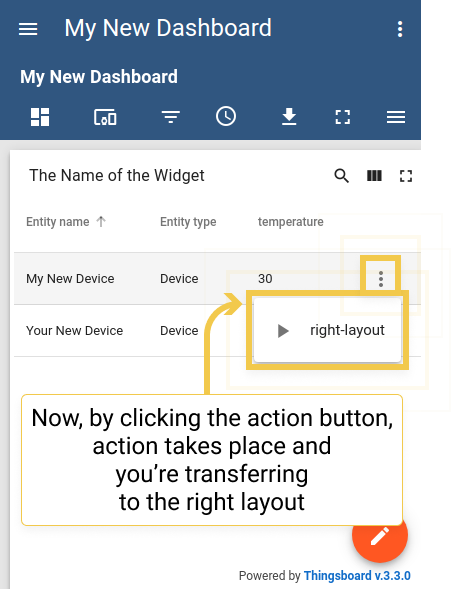 My New Dashboard
My New Dashboard
The Name of the Widget
Entity name Entity type temperature
My New Device Device 30
Your New Device Device
right-layout
Now, by clicking the action button,
action takes place and
you're transferring
to the right layout
Powered by Thingsboard v.3.3.0